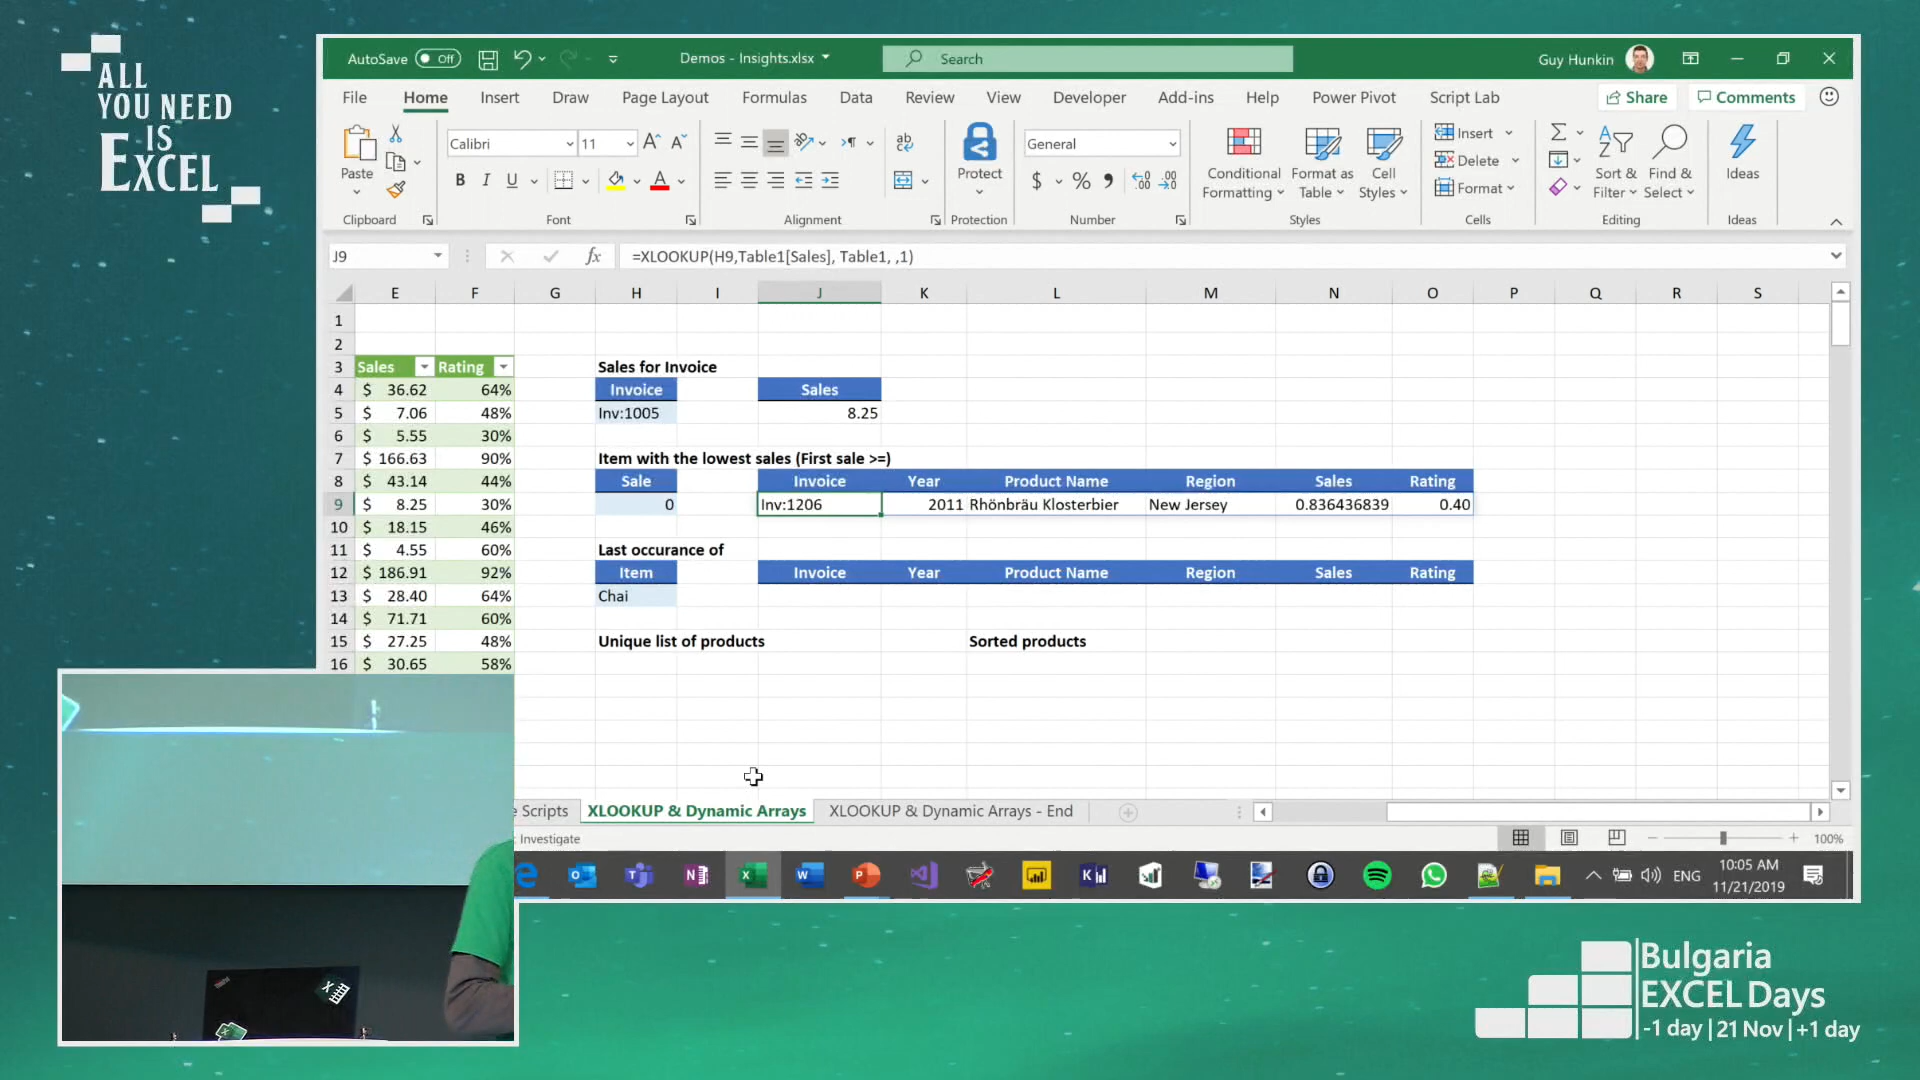 ALL
YOU NEED
IS
EXCEL
AutoSave Off Demos - Insights.xlsx Search Guy Hunkin
File Home Insert Draw Page Layout Formulas Data Review View Developer Add-ins Help Power Pivot Script Lab Share Comments
Paste Calibri 11 B I U A General $ % Protect Conditional Formatting Format as Table Cell Styles Insert Delete Format Sort & Filter Find & Select Ideas
Clipboard Font Alignment Protection Number Styles Cells Editing Ideas
J9 fx =XLOOKUP(H9,Table1[Sales], Table1, ,1)
E F G H I J K L M N O P Q R S
1
2
3 Sales Rating Sales for Invoice
4 $ 36.62 64% Invoice Sales
5 $ 7.06 48% Inv:1005 8.25
6 $ 5.55 30%
7 $ 166.63 90% Item with the lowest sales (First sale >=)
8 $ 43.14 44% Sale Invoice Year Product Name Region Sales Rating
9 $ 8.25 30% 0 Inv:1206 2011 Rhönbräu Klosterbier New Jersey 0.836436839 0.40
10 $ 18.15 46%
11 $ 4.55 60% Last occurance of
12 $ 186.91 92% Item Invoice Year Product Name Region Sales Rating
13 $ 28.40 64% Chai
14 $ 71.71 60%
15 $ 27.25 48% Unique list of products Sorted products
16 $ 30.65 58%
e Scripts XLOOKUP & Dynamic Arrays XLOOKUP & Dynamic Arrays - End
Investigate 100%
ENG 10:05 AM
11/21/2019
Bulgaria
EXCEL Days
-1 day | 21 Nov | +1 day